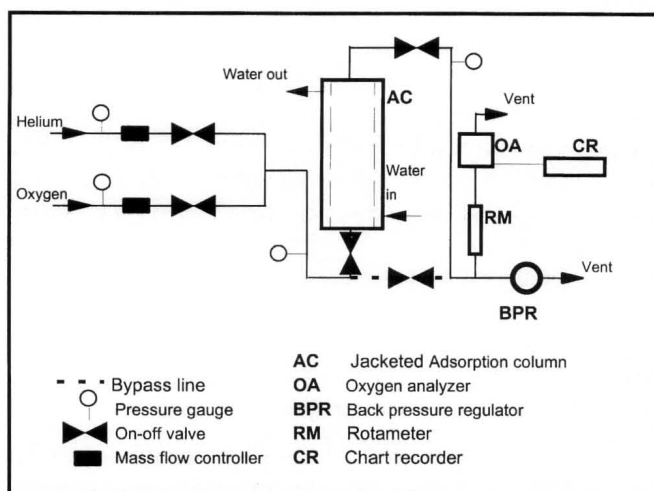 Water out
AC
Vent
Helium
OA
CR
Water
in
Oxygen
RM
Vent
BPR
Bypass line
Pressure gauge
On-off valve
Mass flow controller
AC Jacketed Adsorption column
OA Oxygen analyzer
BPR Back pressure regulator
RM Rotameter
CR Chart recorder